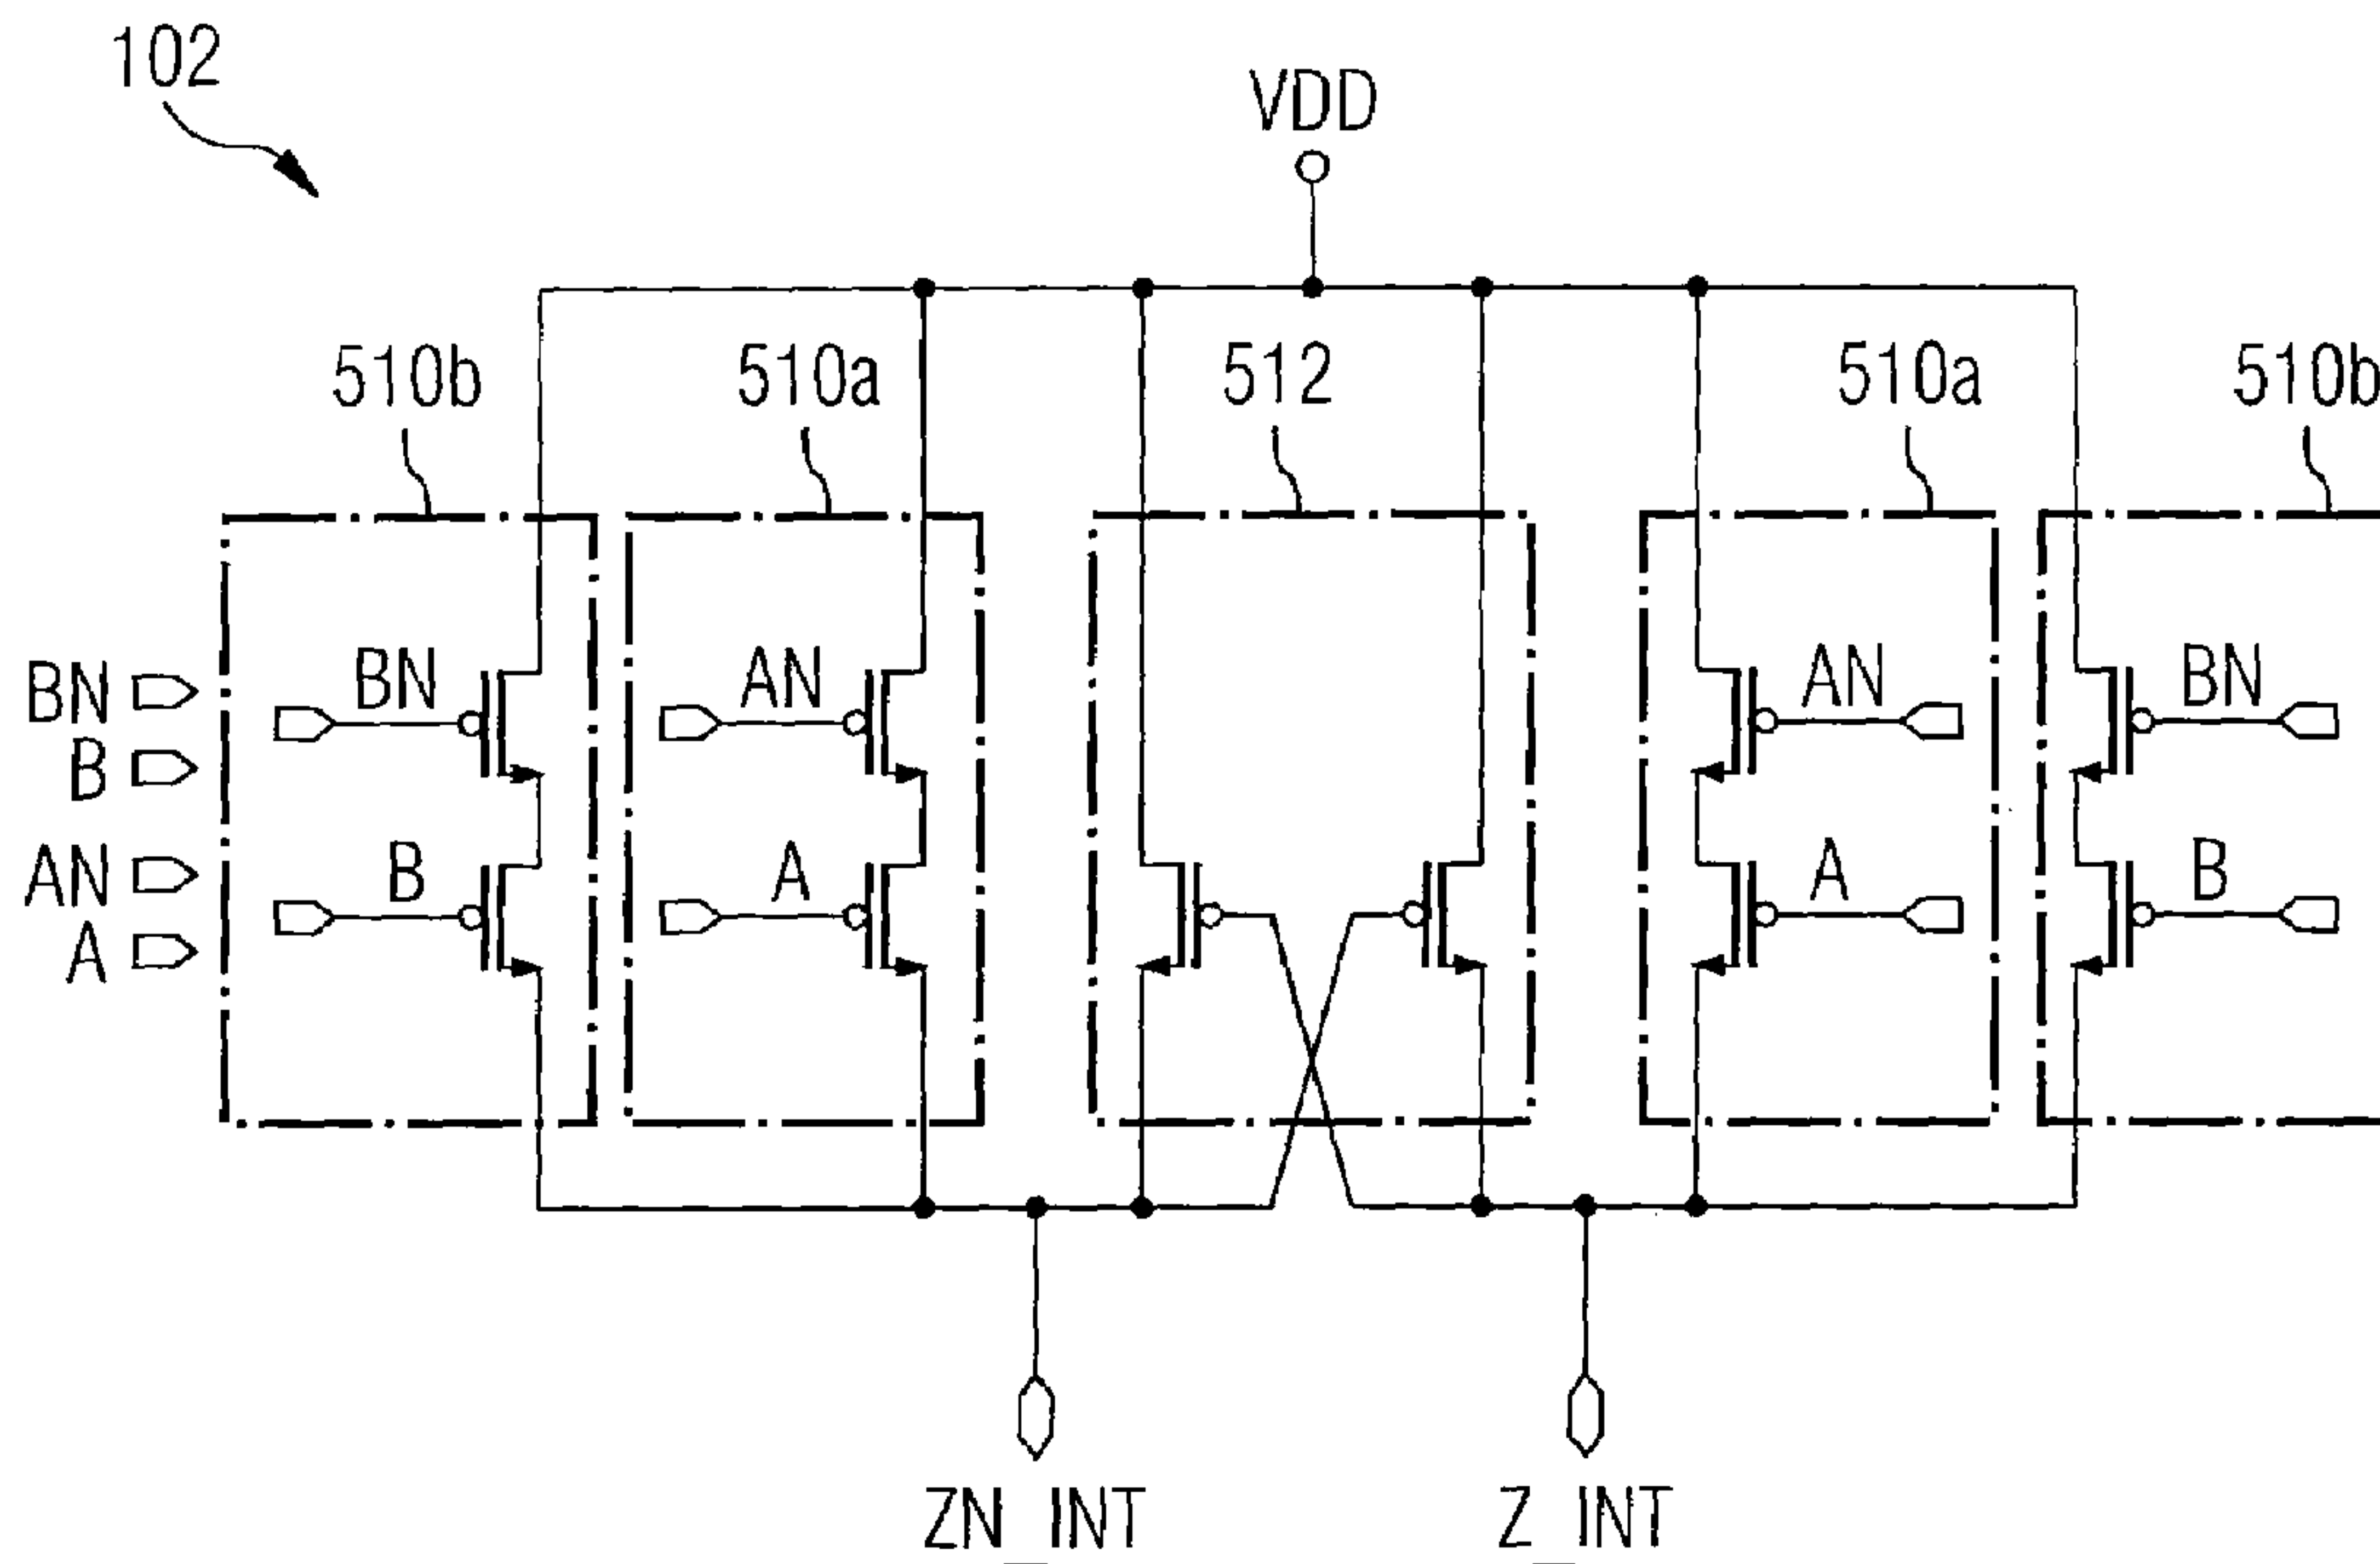 102
VDD
510b 510a 512 510a 510b
BN BN AN AN BN
B
AN B A A B
A
ZN_INT Z_INT